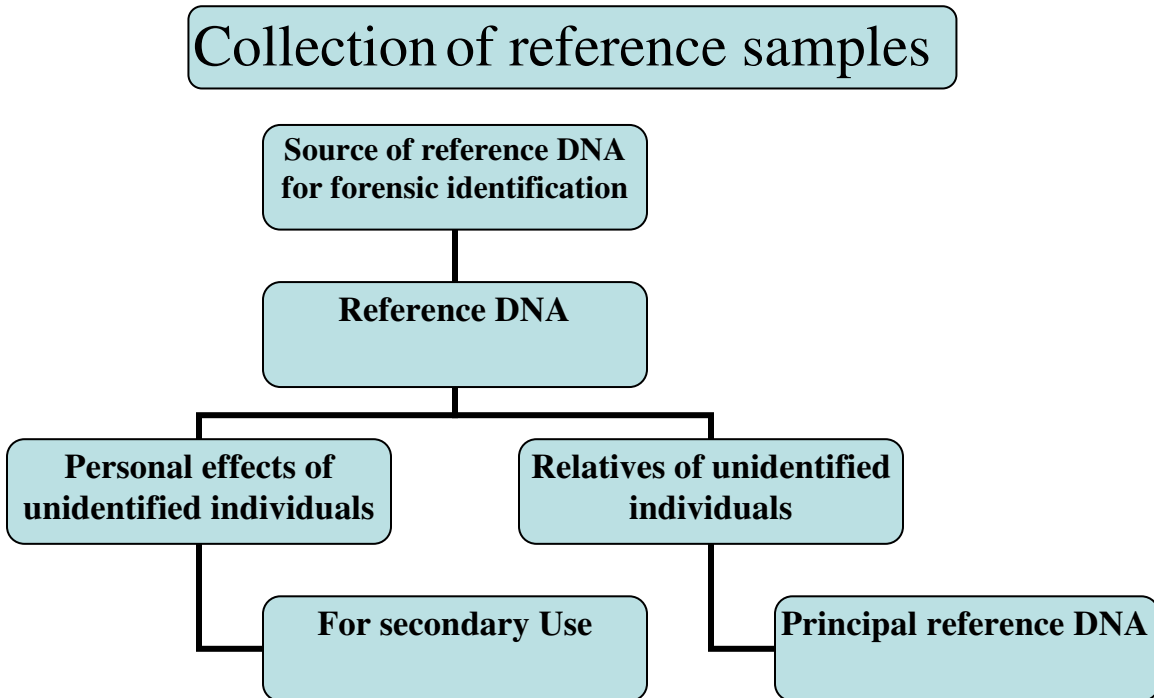 Collection of reference samples
Source of reference DNA
for forensic identification
Reference DNA
Personal effects of
unidentified individuals
Relatives of unidentified
individuals
For secondary Use
Principal reference DNA